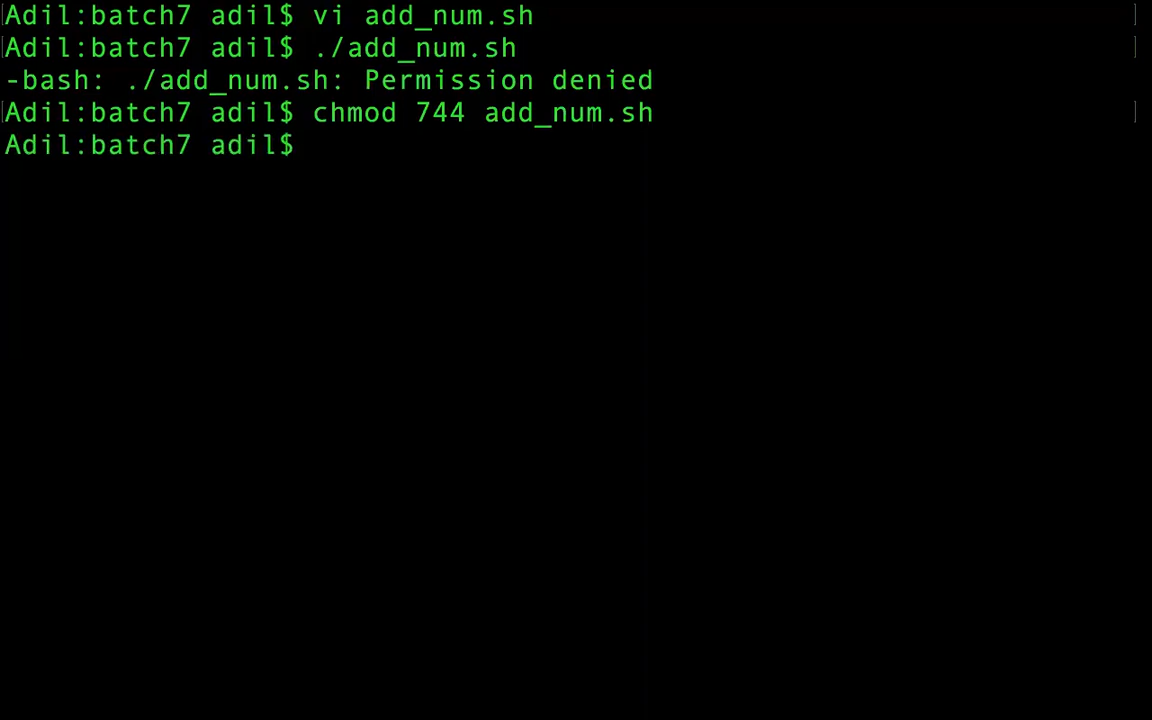 Adil:batch7 adil$ vi add_num.sh
Adil:batch7 adil$ ./add_num.sh
-bash: ./add_num.sh: Permission denied
Adil:batch7 adil$ chmod 744 add_num.sh
Adil:batch7 adil$